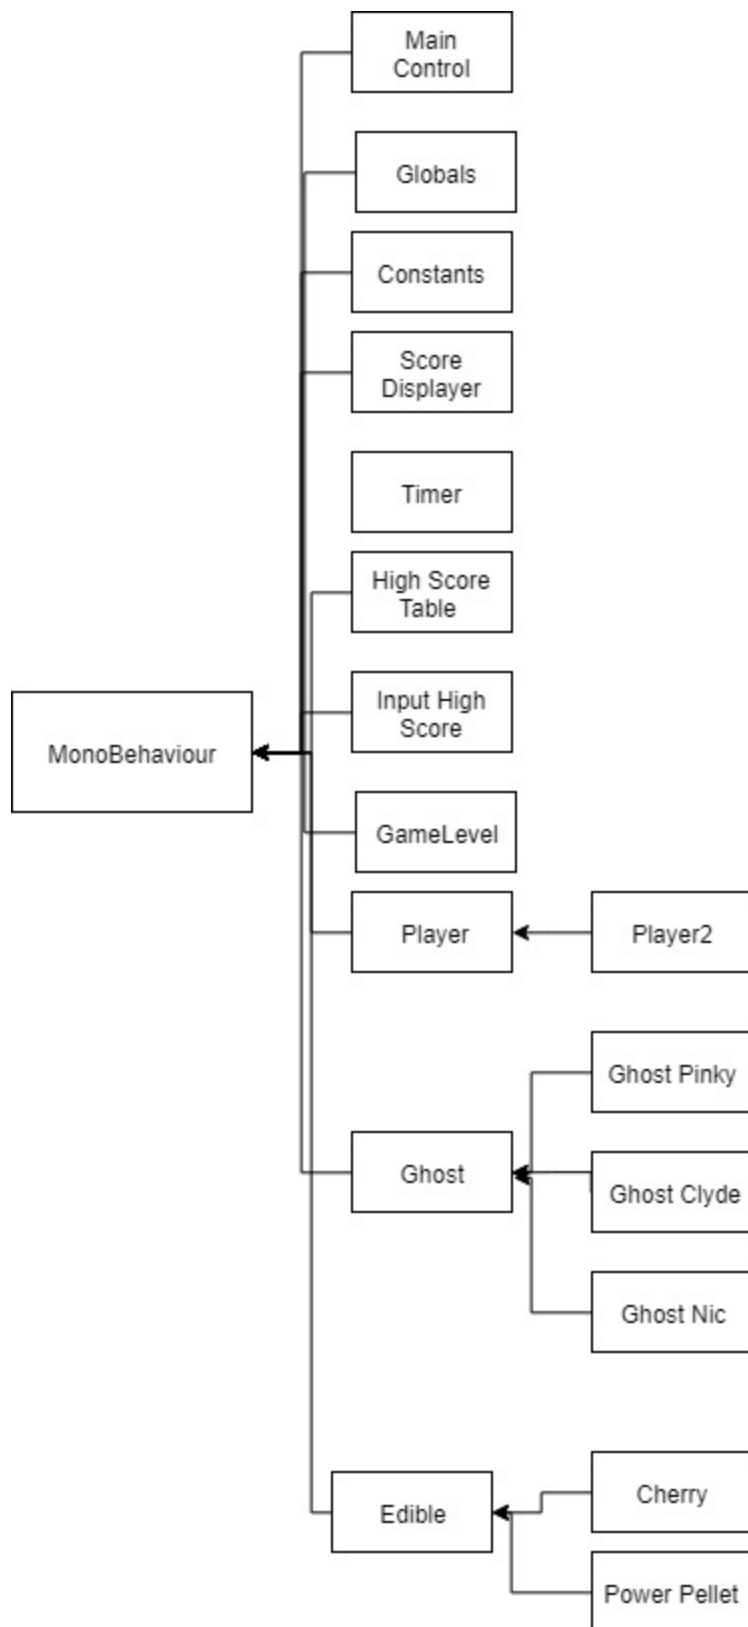 Main
Control
Globals
Constants
Score
Displayer
Timer
High Score
Table
Input High
Score
MonoBehaviour
GameLevel
Player
Player2
Ghost Pinky
Ghost
Ghost Clyde
Ghost Nic
Cherry
Edible
Power Pellet